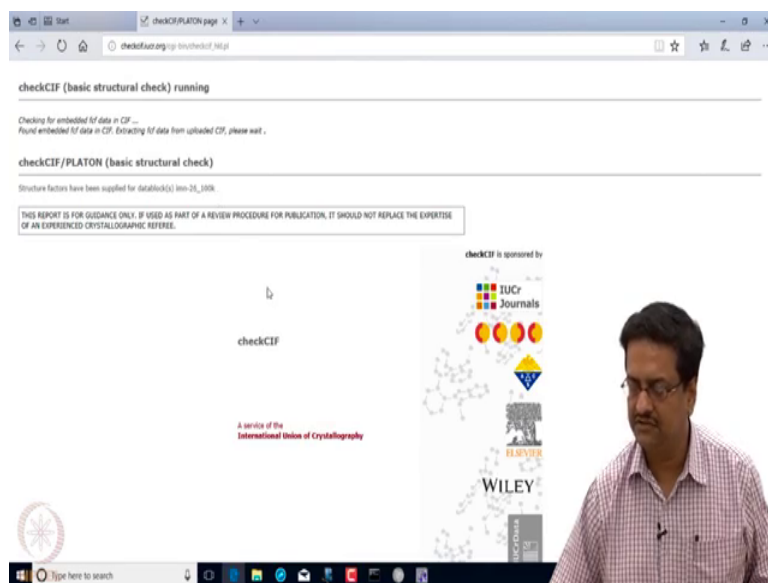 Start
checkCIF/PLATON page
checkcif.iucr.org/cgi-bin/checkcif_hkl.pl
checkCIF (basic structural check) running
Checking for embedded fcf data in CIF ...
Found embedded fcf data in CIF. Extracting fcf data from uploaded CIF, please wait .
checkCIF/PLATON (basic structural check)
Structure factors have been supplied for datablock(s) imn-26_100k
THIS REPORT IS FOR GUIDANCE ONLY. IF USED AS PART OF A REVIEW PROCEDURE FOR PUBLICATION, IT SHOULD NOT REPLACE THE EXPERTISE
OF AN EXPERIENCED CRYSTALLOGRAPHIC REFEREE.
checkCIF is sponsored by
IUCr
Journals
checkCIF
A service of the
International Union of Crystallography
ELSEVIER
WILEY
IUCrData
Type here to search